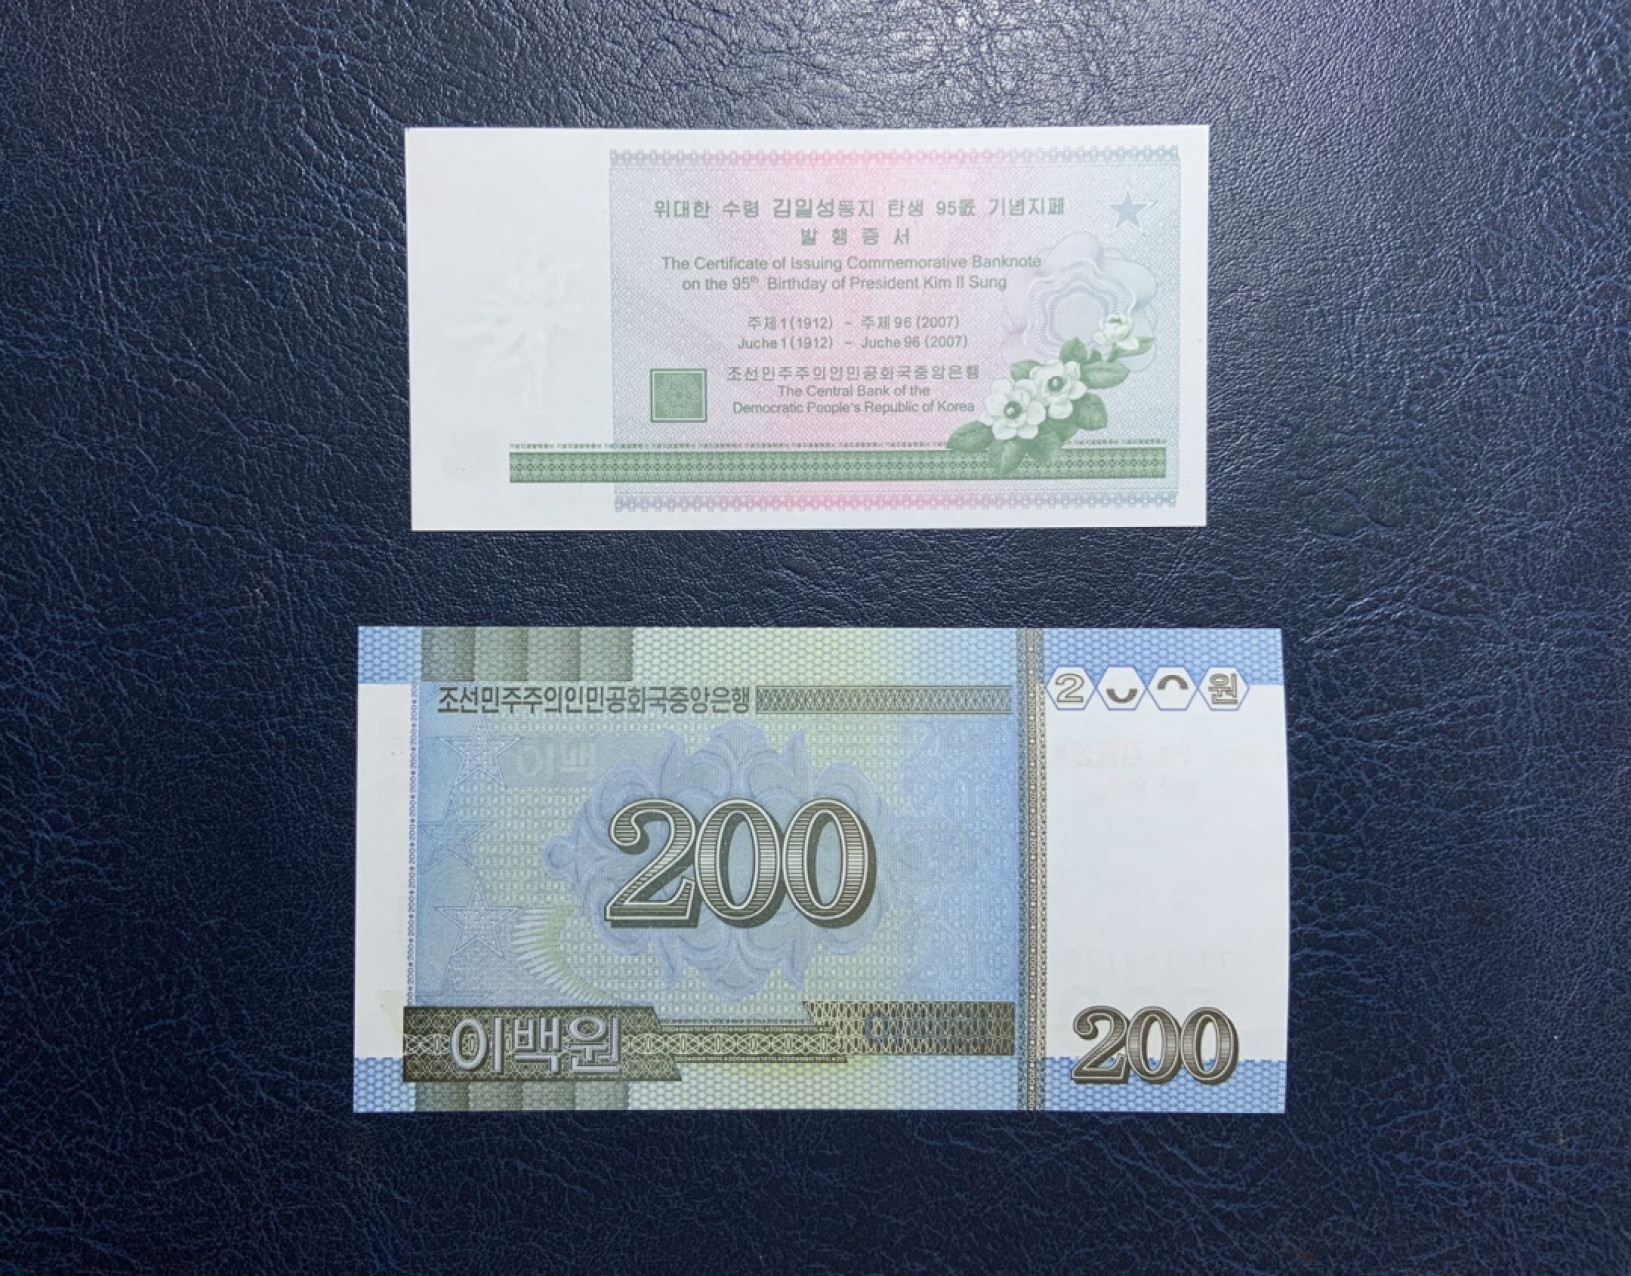 위대한 수령 김일성동지 탄생 95돐 기념지페
발 행 증 서
The Certificate of Issuing Commemorative Banknote
on the 95th Birthday of President Kim Il Sung
주체1(1912) - 주체96(2007)
Juche1(1912) - Juche96(2007)
조선민주주의인민공화국중앙은행
The Central Bank of the
Democratic People's Republic of Korea
조선민주주의인민공화국중앙은행
2 원
이백
200
이백원
200